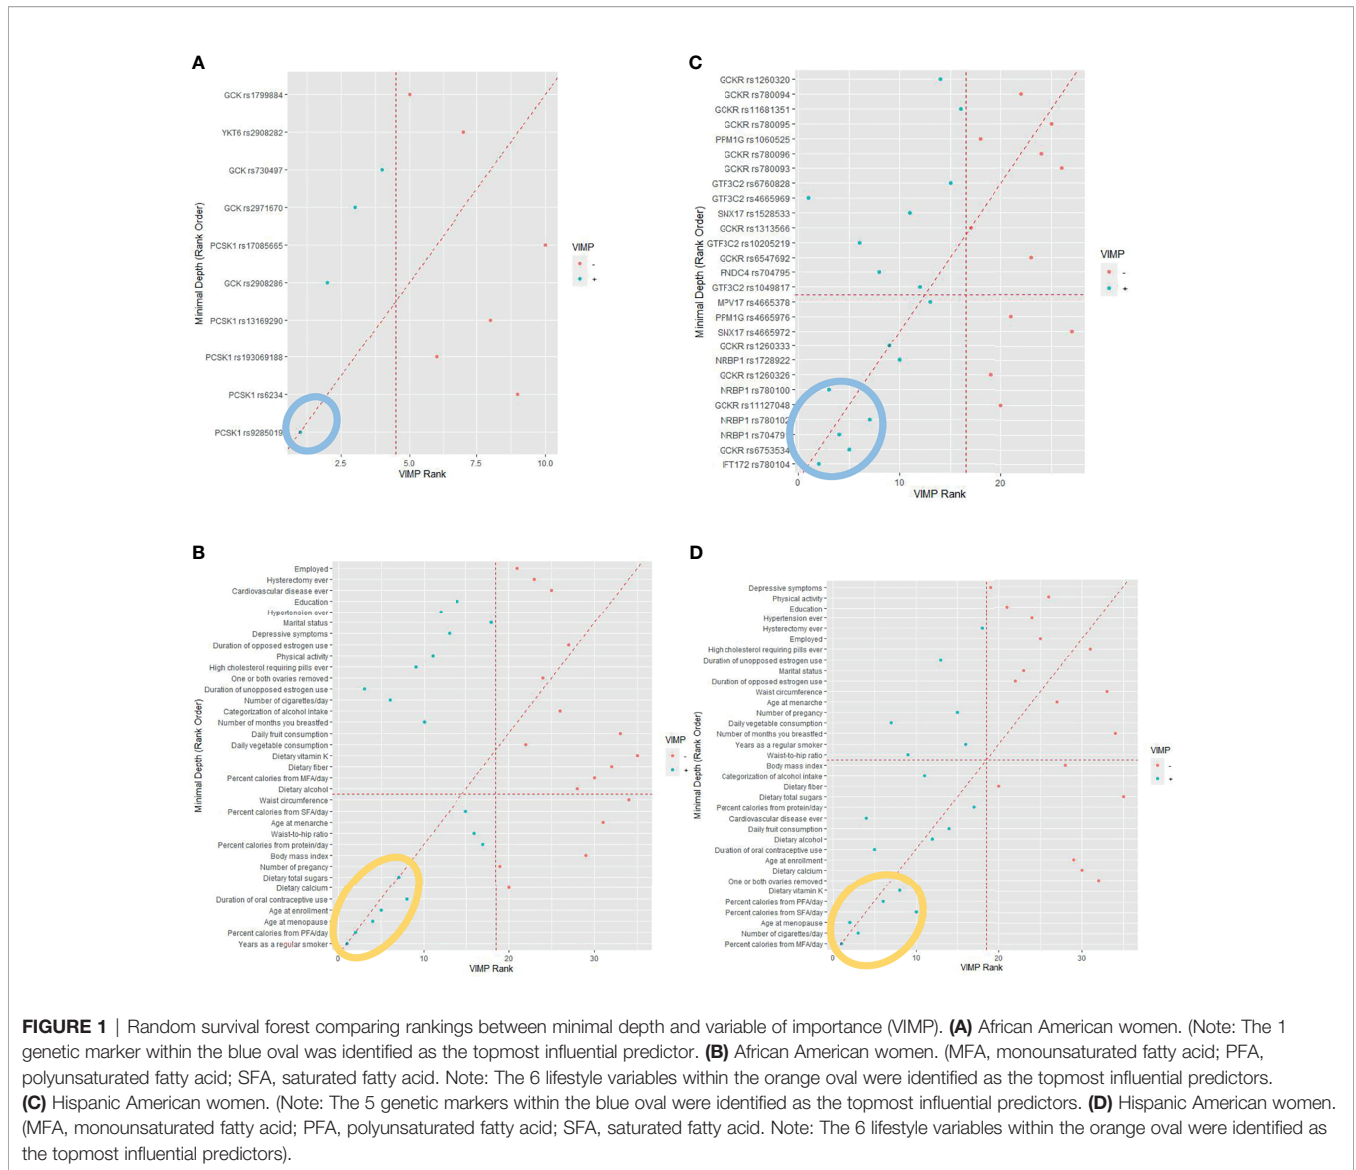 A
GCK rs1799884
YKT6 rs2908282
GCK rs730497
GCK rs2971670
PCSK1 rs17085665
GCK rs2908286
PCSK1 rs13169290
PCSK1 rs193069188
PCSK1 rs6234
PCSK1 rs9285019
Minimal Depth (Rank Order)
2.5 5.0 7.5 10.0
VIMP Rank
VIMP
-
+
C
GCKR rs1260320
GCKR rs780094
GCKR rs11681351
GCKR rs780095
PPM1G rs1060525
GCKR rs780096
GCKR rs780093
GTF3C2 rs6760828
GTF3C2 rs4665969
SNX17 rs1528533
GCKR rs1313566
GTF3C2 rs10205219
GCKR rs6547692
FNDC4 rs704795
GTF3C2 rs1049817
MPV17 rs4665378
PPM1G rs4665976
SNX17 rs4665972
GCKR rs1260333
NRBP1 rs1728922
GCKR rs1260326
NRBP1 rs780100
GCKR rs11127048
NRBP1 rs780102
NRBP1 rs70479
GCKR rs6753534
IFT172 rs780104
Minimal Depth (Rank Order)
0 10 20
VIMP Rank
VIMP
-
+
B
Employed
Hysterectomy ever
Cardiovascular disease ever
Education
Hypertension ever
Marital status
Depressive symptoms
Duration of opposed estrogen use
Physical activity
High cholesterol requiring pills ever
One or both ovaries removed
Duration of unopposed estrogen use
Number of cigarettes/day
Categorization of alcohol intake
Number of months you breastfed
Daily fruit consumption
Daily vegetable consumption
Dietary vitamin K
Dietary fiber
Percent calories from MFA/day
Dietary alcohol
Waist circumference
Percent calories from SFA/day
Age at menarche
Waist-to-hip ratio
Percent calories from protein/day
Body mass index
Number of pregancy
Dietary total sugars
Dietary calcium
Duration of oral contraceptive use
Age at enrollment
Age at menopause
Percent calories from PFA/day
Years as a regular smoker
Minimal Depth (Rank Order)
0 10 20 30
VIMP Rank
VIMP
-
+
D
Depressive symptoms
Physical activity
Education
Hypertension ever
Hysterectomy ever
Employed
High cholesterol requiring pills ever
Duration of unopposed estrogen use
Marital status
Duration of opposed estrogen use
Waist circumference
Age at menarche
Number of pregancy
Daily vegetable consumption
Number of months you breastfed
Years as a regular smoker
Waist-to-hip ratio
Body mass index
Categorization of alcohol intake
Dietary fiber
Dietary total sugars
Percent calories from protein/day
Cardiovascular disease ever
Daily fruit consumption
Dietary alcohol
Duration of oral contraceptive use
Age at enrollment
Dietary calcium
One or both ovaries removed
Dietary vitamin K
Percent calories from PFA/day
Percent calories from SFA/day
Age at menopause
Number of cigarettes/day
Percent calories from MFA/day
Minimal Depth (Rank Order)
0 10 20 30
VIMP Rank
VIMP
-
+
FIGURE 1 | Random survival forest comparing rankings between minimal depth and variable of importance (VIMP). (A) African American women. (Note: The 1
genetic marker within the blue oval was identified as the topmost influential predictor. (B) African American women. (MFA, monounsaturated fatty acid; PFA,
polyunsaturated fatty acid; SFA, saturated fatty acid. Note: The 6 lifestyle variables within the orange oval were identified as the topmost influential predictors.
(C) Hispanic American women. (Note: The 5 genetic markers within the blue oval were identified as the topmost influential predictors. (D) Hispanic American women.
(MFA, monounsaturated fatty acid; PFA, polyunsaturated fatty acid; SFA, saturated fatty acid. Note: The 6 lifestyle variables within the orange oval were identified as
the topmost influential predictors).